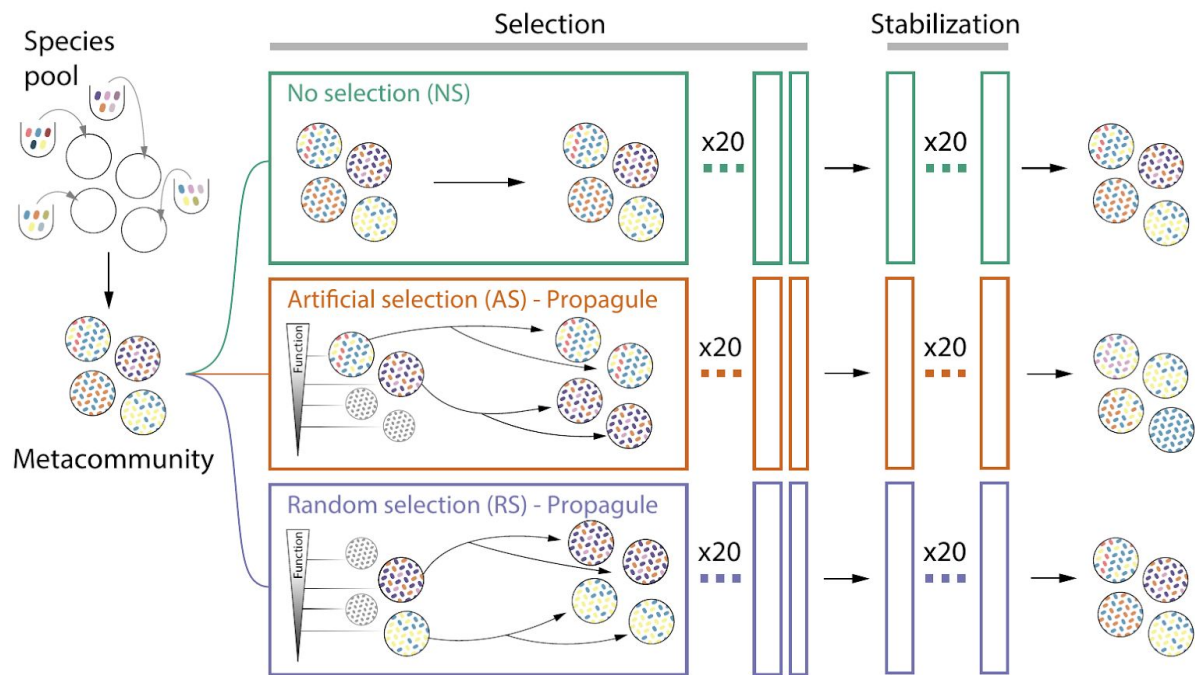 Selection
Stabilization
Species
pool
Metacommunity
No selection (NS)
x20
x20
Artificial selection (AS) - Propagule
Function
x20
x20
Random selection (RS) - Propagule
Function
x20
x20